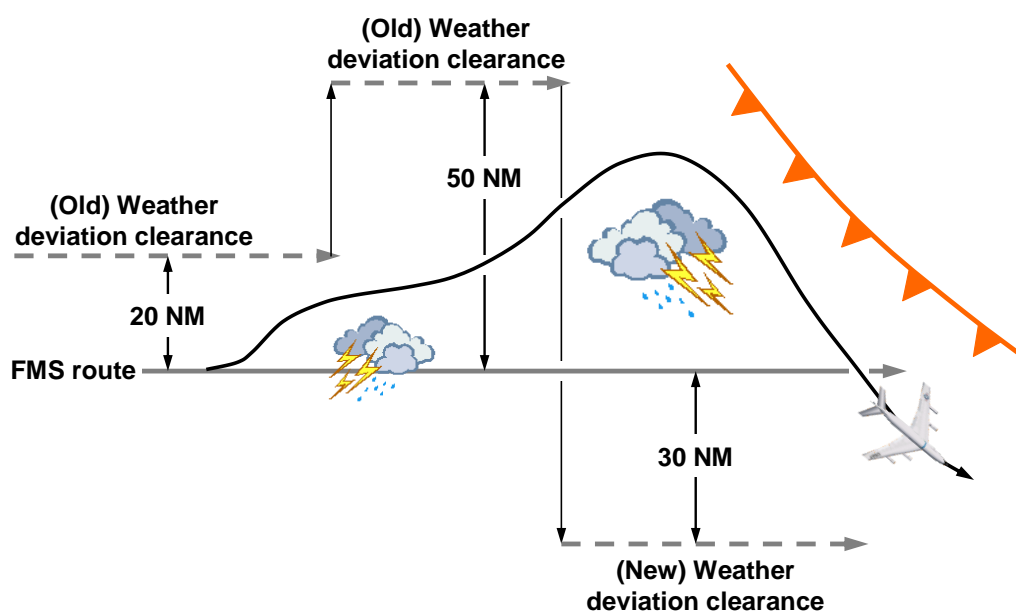 (Old) Weather
deviation clearance
50 NM
(Old) Weather
deviation clearance
20 NM
FMS route
30 NM
(New) Weather
deviation clearance